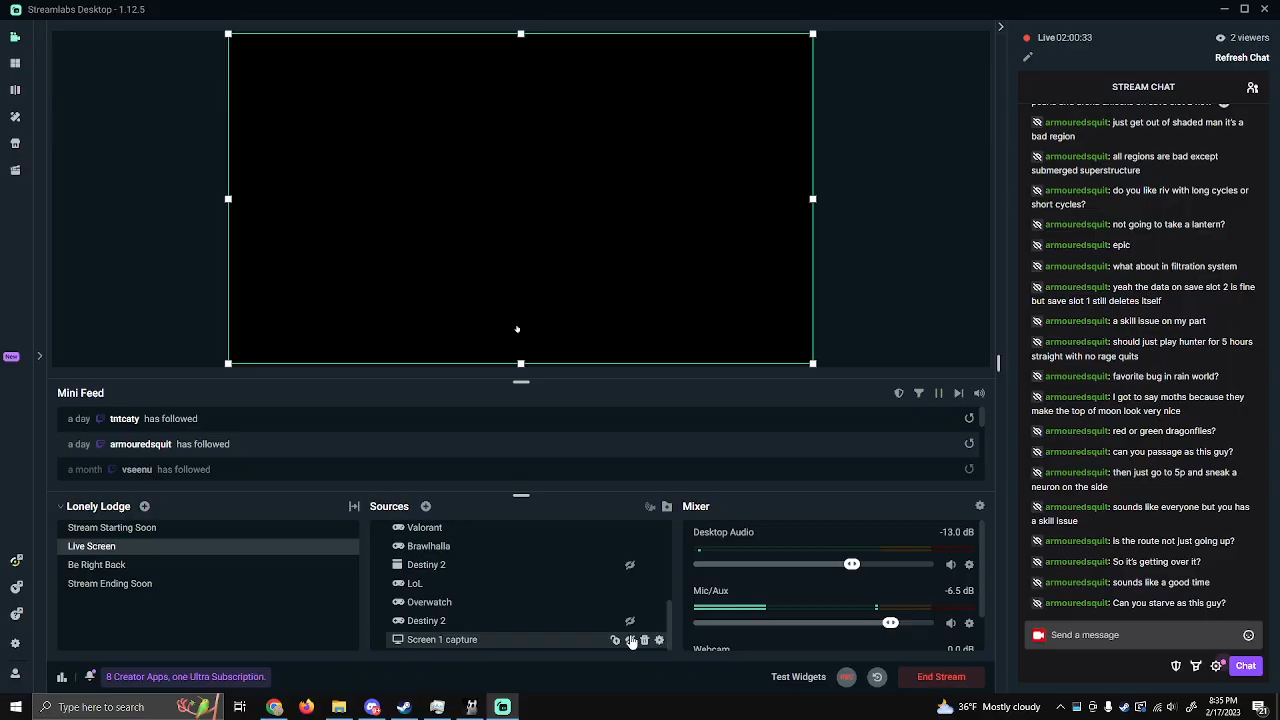 Streamlabs Desktop - 1.12.5
Live 02:00:33
2 viewers
Refresh Chat
STREAM CHAT
armouredsquit: just get out of shaded man it's a
bad region
armouredsquit: all regions are bad except
submerged superstructure
armouredsquit: do you like riv with long cycles or
short cycles?
armouredsquit: not going to take a lantern?
armouredsquit: epic
armouredsquit: what about in filtration system
armouredsquit: yeah the data on save slot 2 Is fine
but save slot 1 still deletes itself
armouredsquit: a skill issue on my part
armouredsquit: should just play hunter for 5 hours
straight with no rage quits
armouredsquit: favorite bug in rain world?
armouredsquit: I got to say moths because they
make the top of moon look very nice
armouredsquit: red or green dragonflies?
armouredsquit: can you passage as this guy?
armouredsquit: then just go to 5p and sneak a
neuron on the side
armouredsquit: sounds like everyone but you has
a skill issue
armouredsquit: Is the route not just going up?
armouredsquit: So it's getting over it?
armouredsquit: sounds like a good time
armouredsquit: Can you starve as this guy?
Send a message
Chat
New
Mini Feed
a day tntcaty has followed
a day armouredsquit has followed
a month vseenu has followed
Lonely Lodge
Stream Starting Soon
Live Screen
Be Right Back
Stream Ending Soon
Sources
Valorant
Brawlhalla
Destiny 2
LoL
Overwatch
Destiny 2
Screen 1 capture
Mixer
Desktop Audio -13.0 dB
Mic/Aux -6.5 dB
Webcam 0.0 dB
8 Creator Apps, one Ultra Subscription.
Test Widgets
REC
End Stream
Type here to search
36°F Mostly cloudy
8:35 PM
2/17/2023